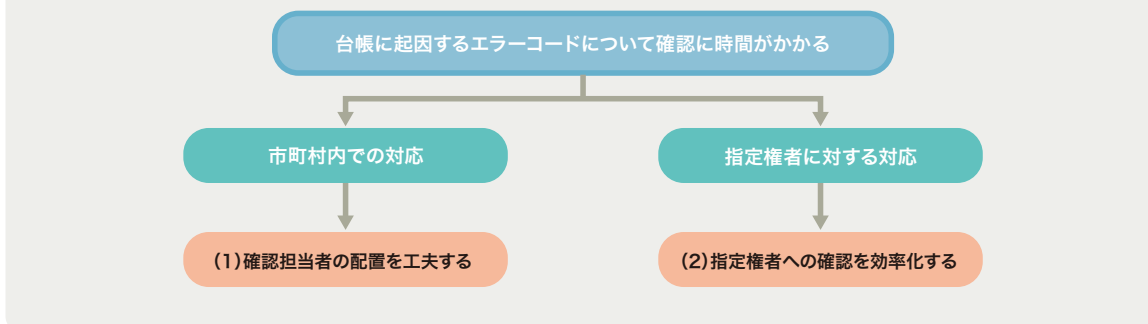 台帳に起因するエラーコードについて確認に時間がかかる
市町村内での対応
指定権者に対する対応
(1)確認担当者の配置を工夫する
(2)指定権者への確認を効率化する